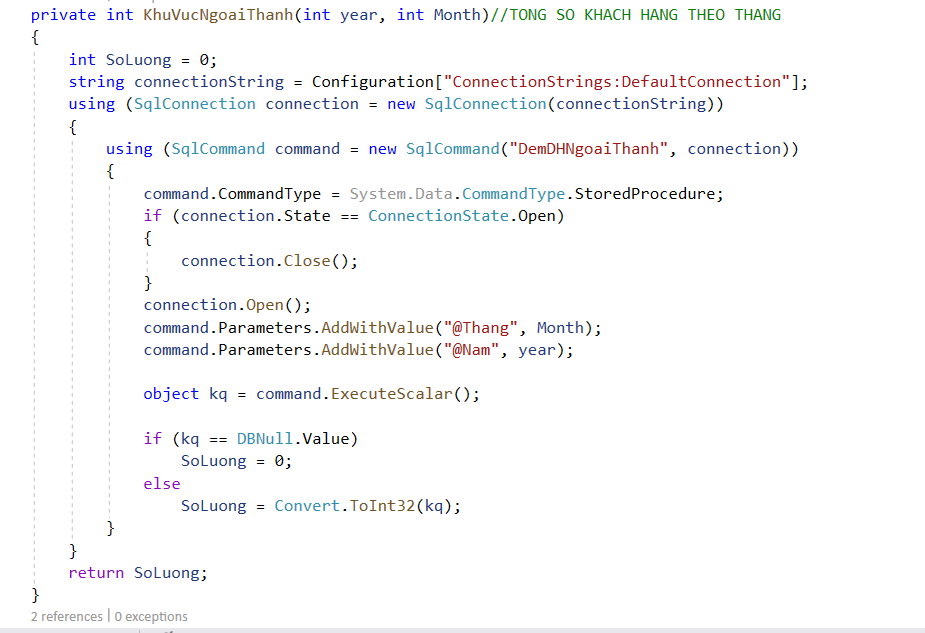 private int KhuVucNgoaiThanh(int year, int Month)//TONG SO KHACH HANG THEO THANG
{
int SoLuong = 0;
string connectionString = Configuration["ConnectionStrings:DefaultConnection"];
using (SqlConnection connection = new SqlConnection(connectionString))
{
using (SqlCommand command = new SqlCommand("DemDHNgoaiThanh", connection))
{
command.CommandType = System.Data.CommandType.StoredProcedure;
if (connection.State == ConnectionState.Open)
{
connection.Close();
}
connection.Open();
command.Parameters.AddWithValue("@Thang", Month);
command.Parameters.AddWithValue("@Nam", year);
object kq = command.ExecuteScalar();
if (kq == DBNull.Value)
SoLuong = 0;
else
SoLuong = Convert.ToInt32(kq);
}
}
return SoLuong;
}
2 references | 0 exceptions